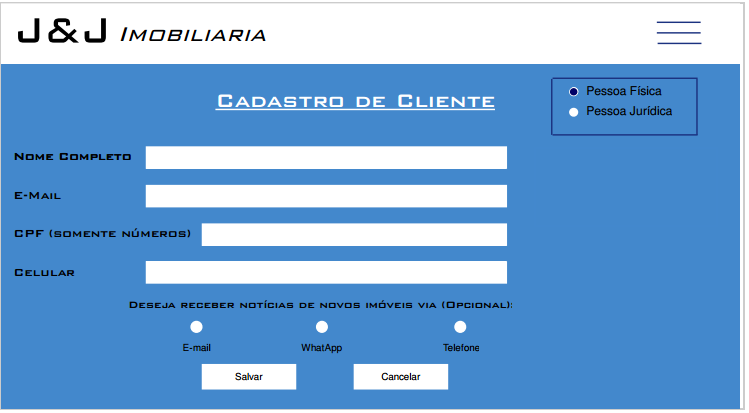 J&J Imobiliaria
Cadastro de Cliente
Pessoa Física
Pessoa Jurídica
Nome Completo
E-Mail
CPF (somente números)
Celular
Deseja receber notícias de novos imóveis via (Opcional):
E-mail WhatApp Telefone
Salvar Cancelar